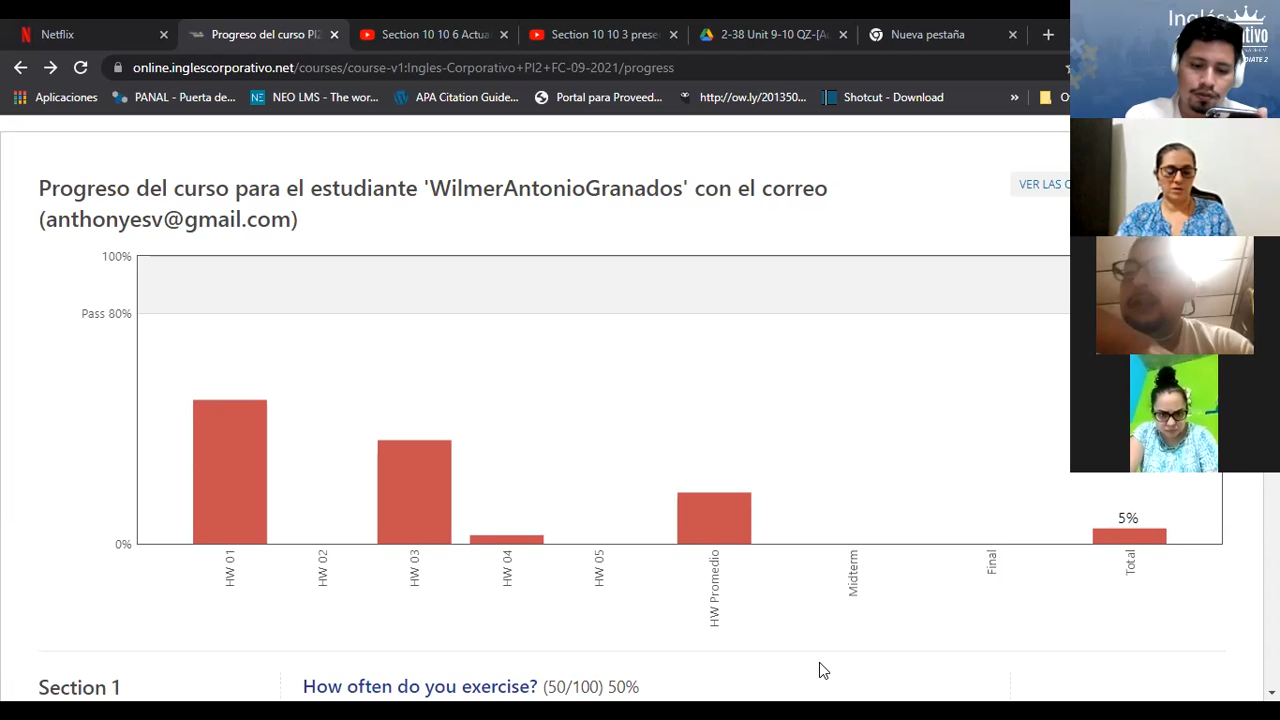 Netflix
Progreso del curso PI2
Section 10 10 6 Actua
Section 10 10 3 prese
2-38 Unit 9-10 QZ-[A
Nueva pestaña
online.inglescorporativo.net/courses/course-v1:Ingles-Corporativo+PI2+FC-09-2021/progress
Aplicaciones
PANAL - Puerta de...
NEO LMS - The wor...
APA Citation Guide...
Portal para Proveed...
http://ow.ly/201350...
Shotcut - Download
»
Progreso del curso para el estudiante 'WilmerAntonioGranados' con el correo
(anthonyesv@gmail.com)
VER LAS
100%
Pass 80%
0%
5%
HW 01
HW 02
HW 03
HW 04
HW 05
HW Promedio
Midterm
Final
Total
Section 1
How often do you exercise? (50/100) 50%